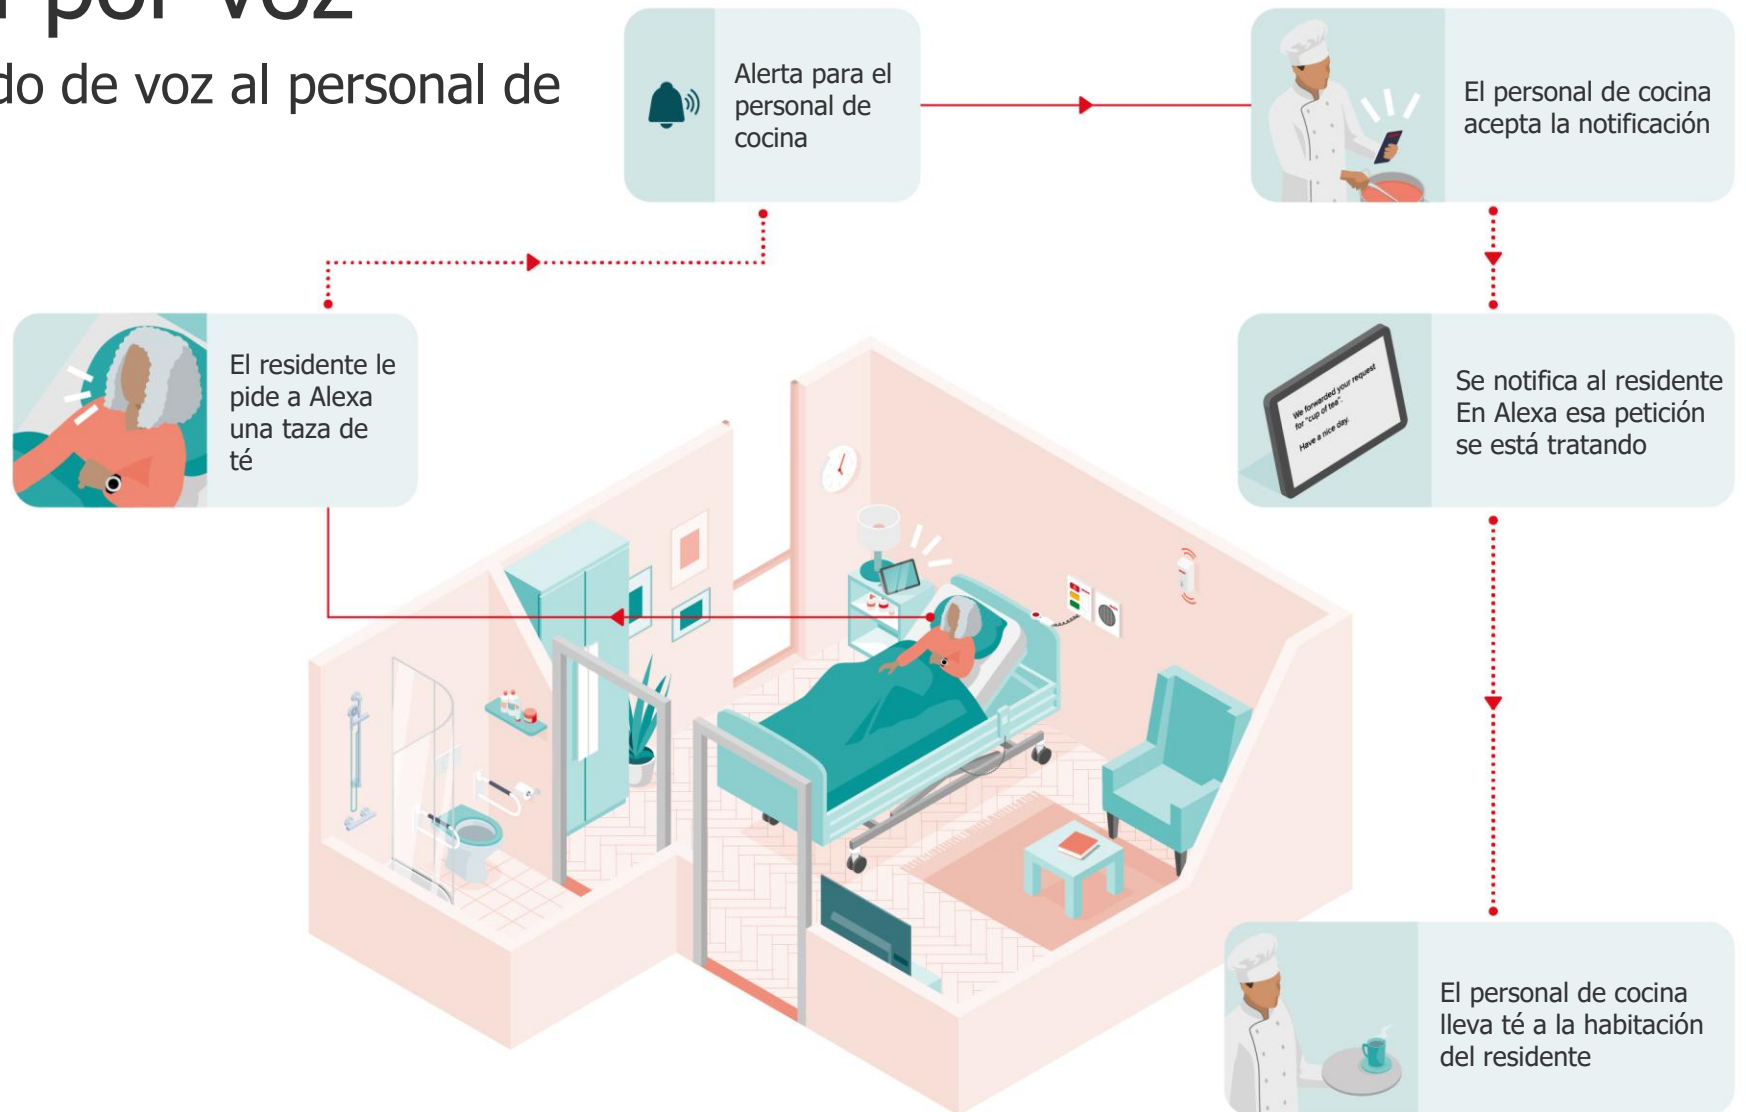 por voz
do de voz al personal de
Alerta para el
personal de
cocina
El personal de cocina
acepta la notificación
El residente le
pide a Alexa
una taza de
té
We forwarded your request
for "cup of tea".
Have a nice day.
Se notifica al residente
En Alexa esa petición
se está tratando
El personal de cocina
lleva té a la habitación
del residente